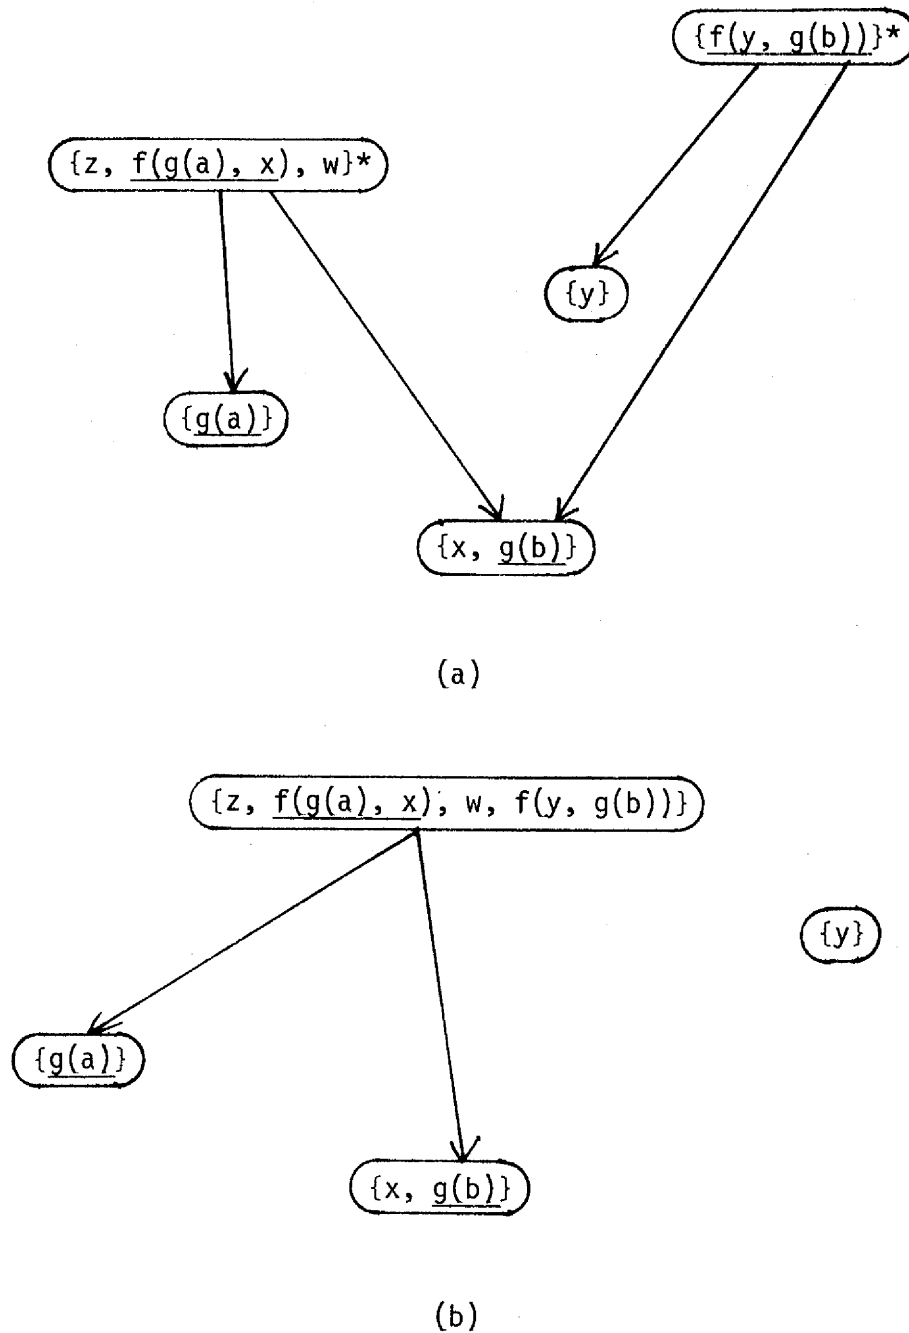 {f(y, g(b))}*
{z, f(g(a), x), w}*
{y}
{g(a)}
{x, g(b)}
(a)
{z, f(g(a), x), w, f(y, g(b))}
{y}
{g(a)}
{x, g(b)}
(b)